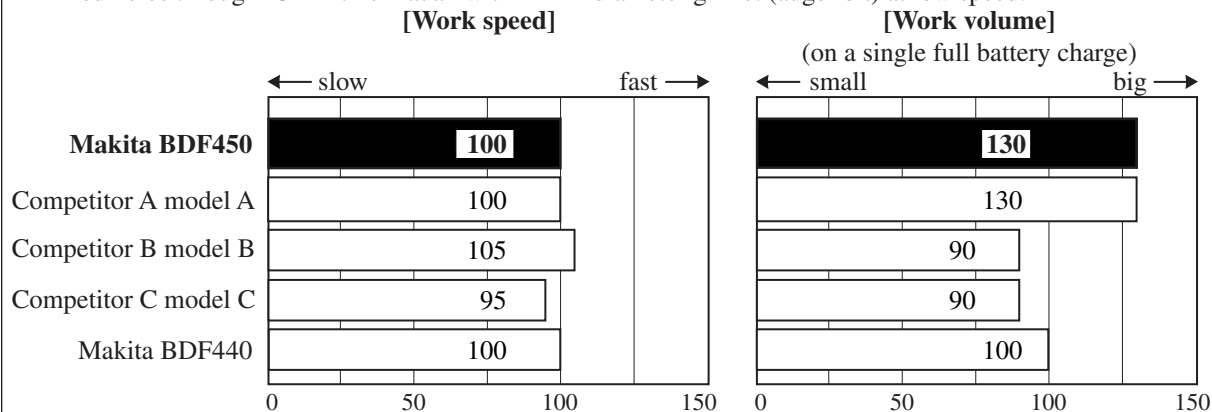 [Work speed]
[Work volume]
(on a single full battery charge)
slow fast
small big
Makita BDF450 100 130
Competitor A model A 100 130
Competitor B model B 105 90
Competitor C model C 95 90
Makita BDF440 100 100
0 50 100 150 0 50 100 150